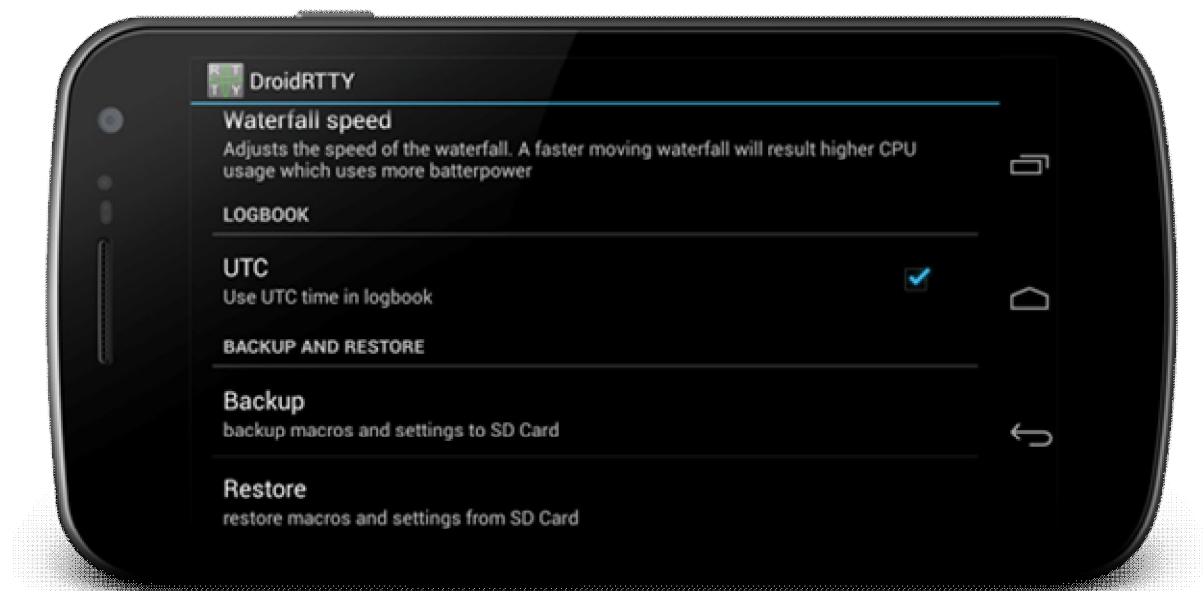 R T
T Y
DroidRTTY
Waterfall speed
Adjusts the speed of the waterfall. A faster moving waterfall will result higher CPU
usage which uses more batterpower
LOGBOOK
UTC
Use UTC time in logbook
BACKUP AND RESTORE
Backup
backup macros and settings to SD Card
Restore
restore macros and settings from SD Card